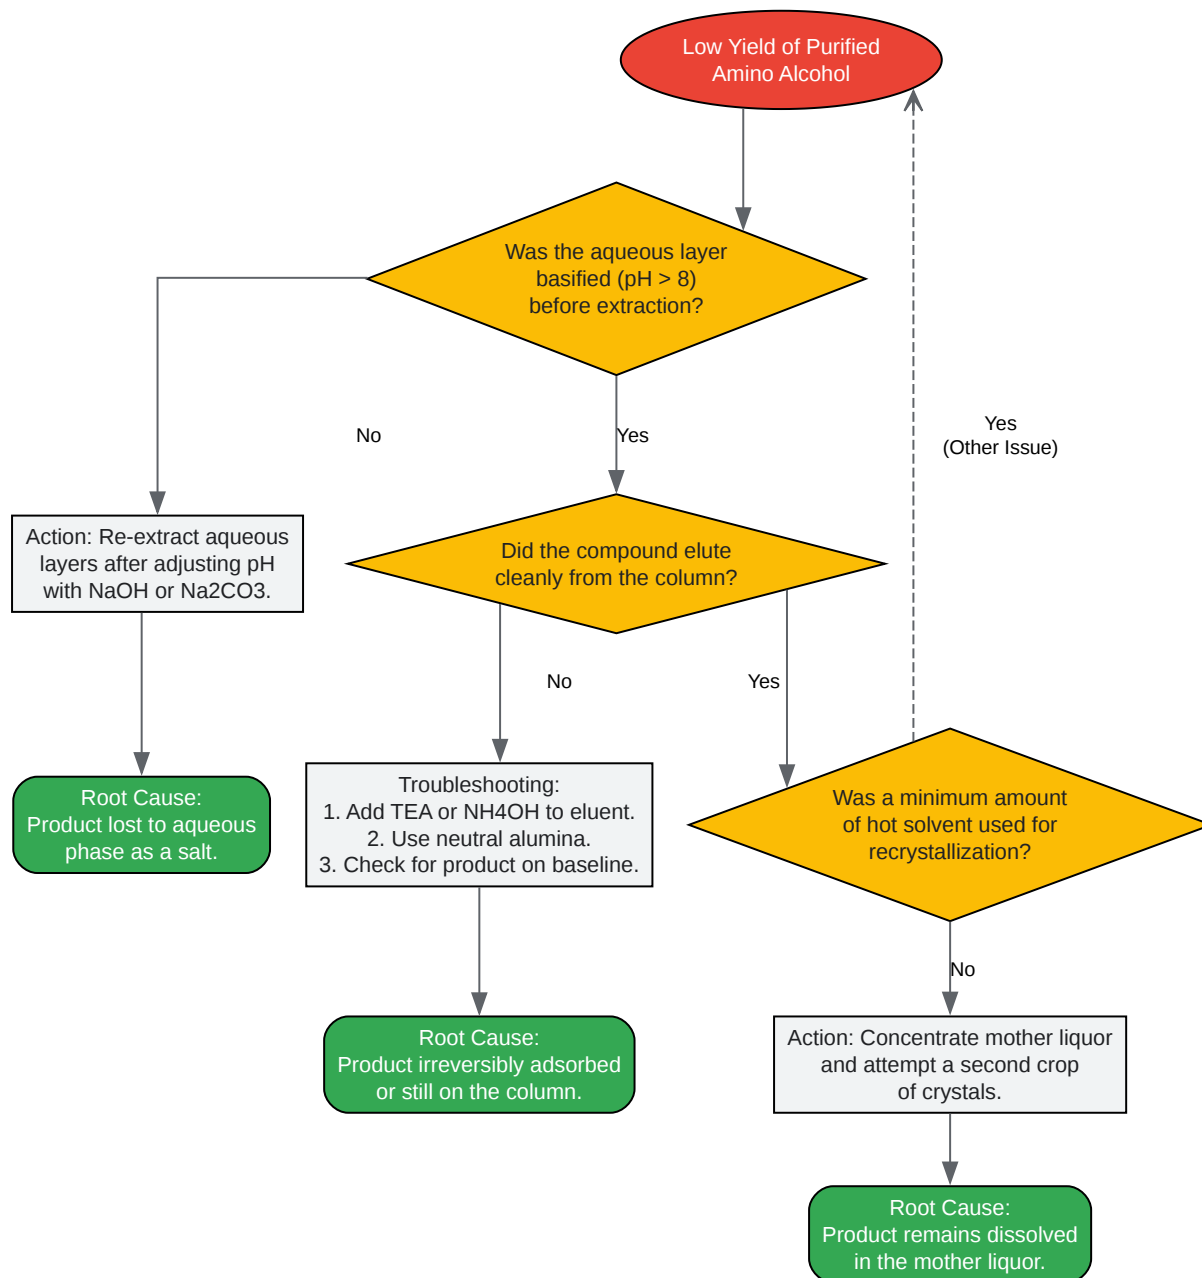 Low Yield of Purified
Amino Alcohol
Was the aqueous layer
basified (pH > 8)
before extraction?
No
Yes
Yes
(Other Issue)
Action: Re-extract aqueous
layers after adjusting pH
with NaOH or Na2CO3.
Did the compound elute
cleanly from the column?
No
Yes
Root Cause:
Product lost to aqueous
phase as a salt.
Troubleshooting:
1. Add TEA or NH4OH to eluent.
2. Use neutral alumina.
3. Check for product on baseline.
Was a minimum amount
of hot solvent used for
recrystallization?
No
Root Cause:
Product irreversibly adsorbed
or still on the column.
Action: Concentrate mother liquor
and attempt a second crop
of crystals.
Root Cause:
Product remains dissolved
in the mother liquor.